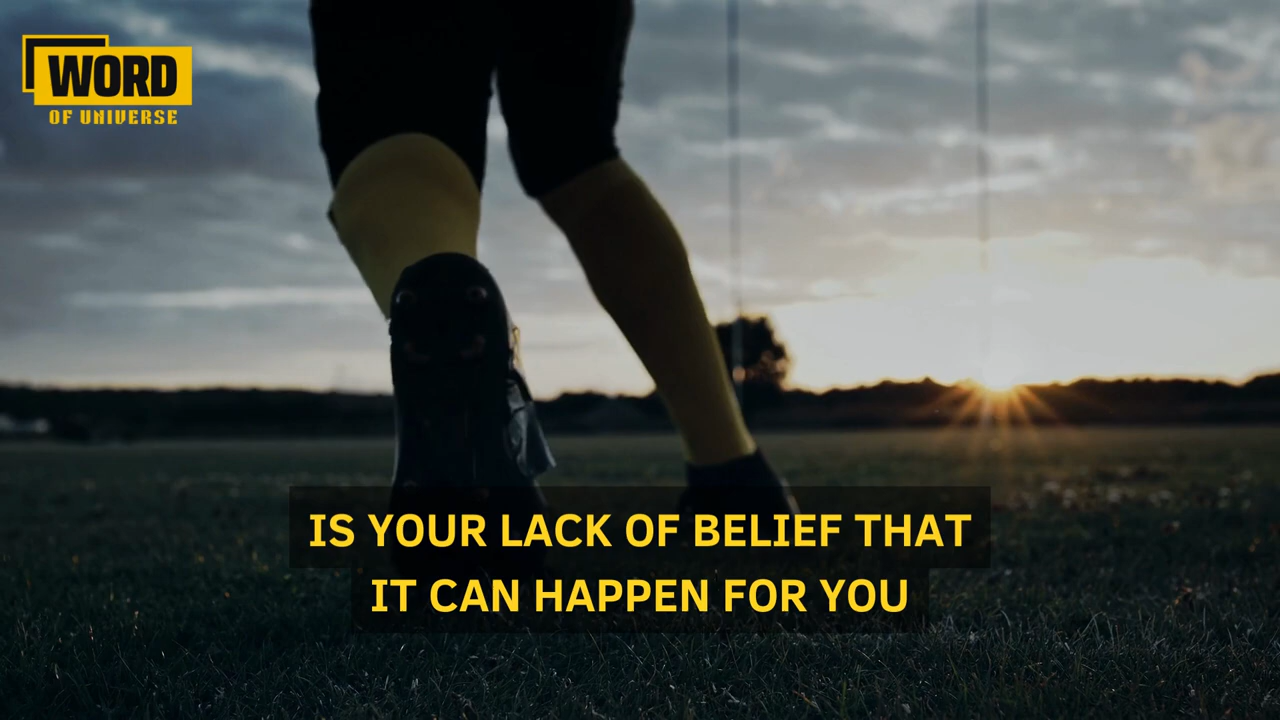 WORD
OF UNIVERSE
IS YOUR LACK OF BELIEF THAT
IT CAN HAPPEN FOR YOU